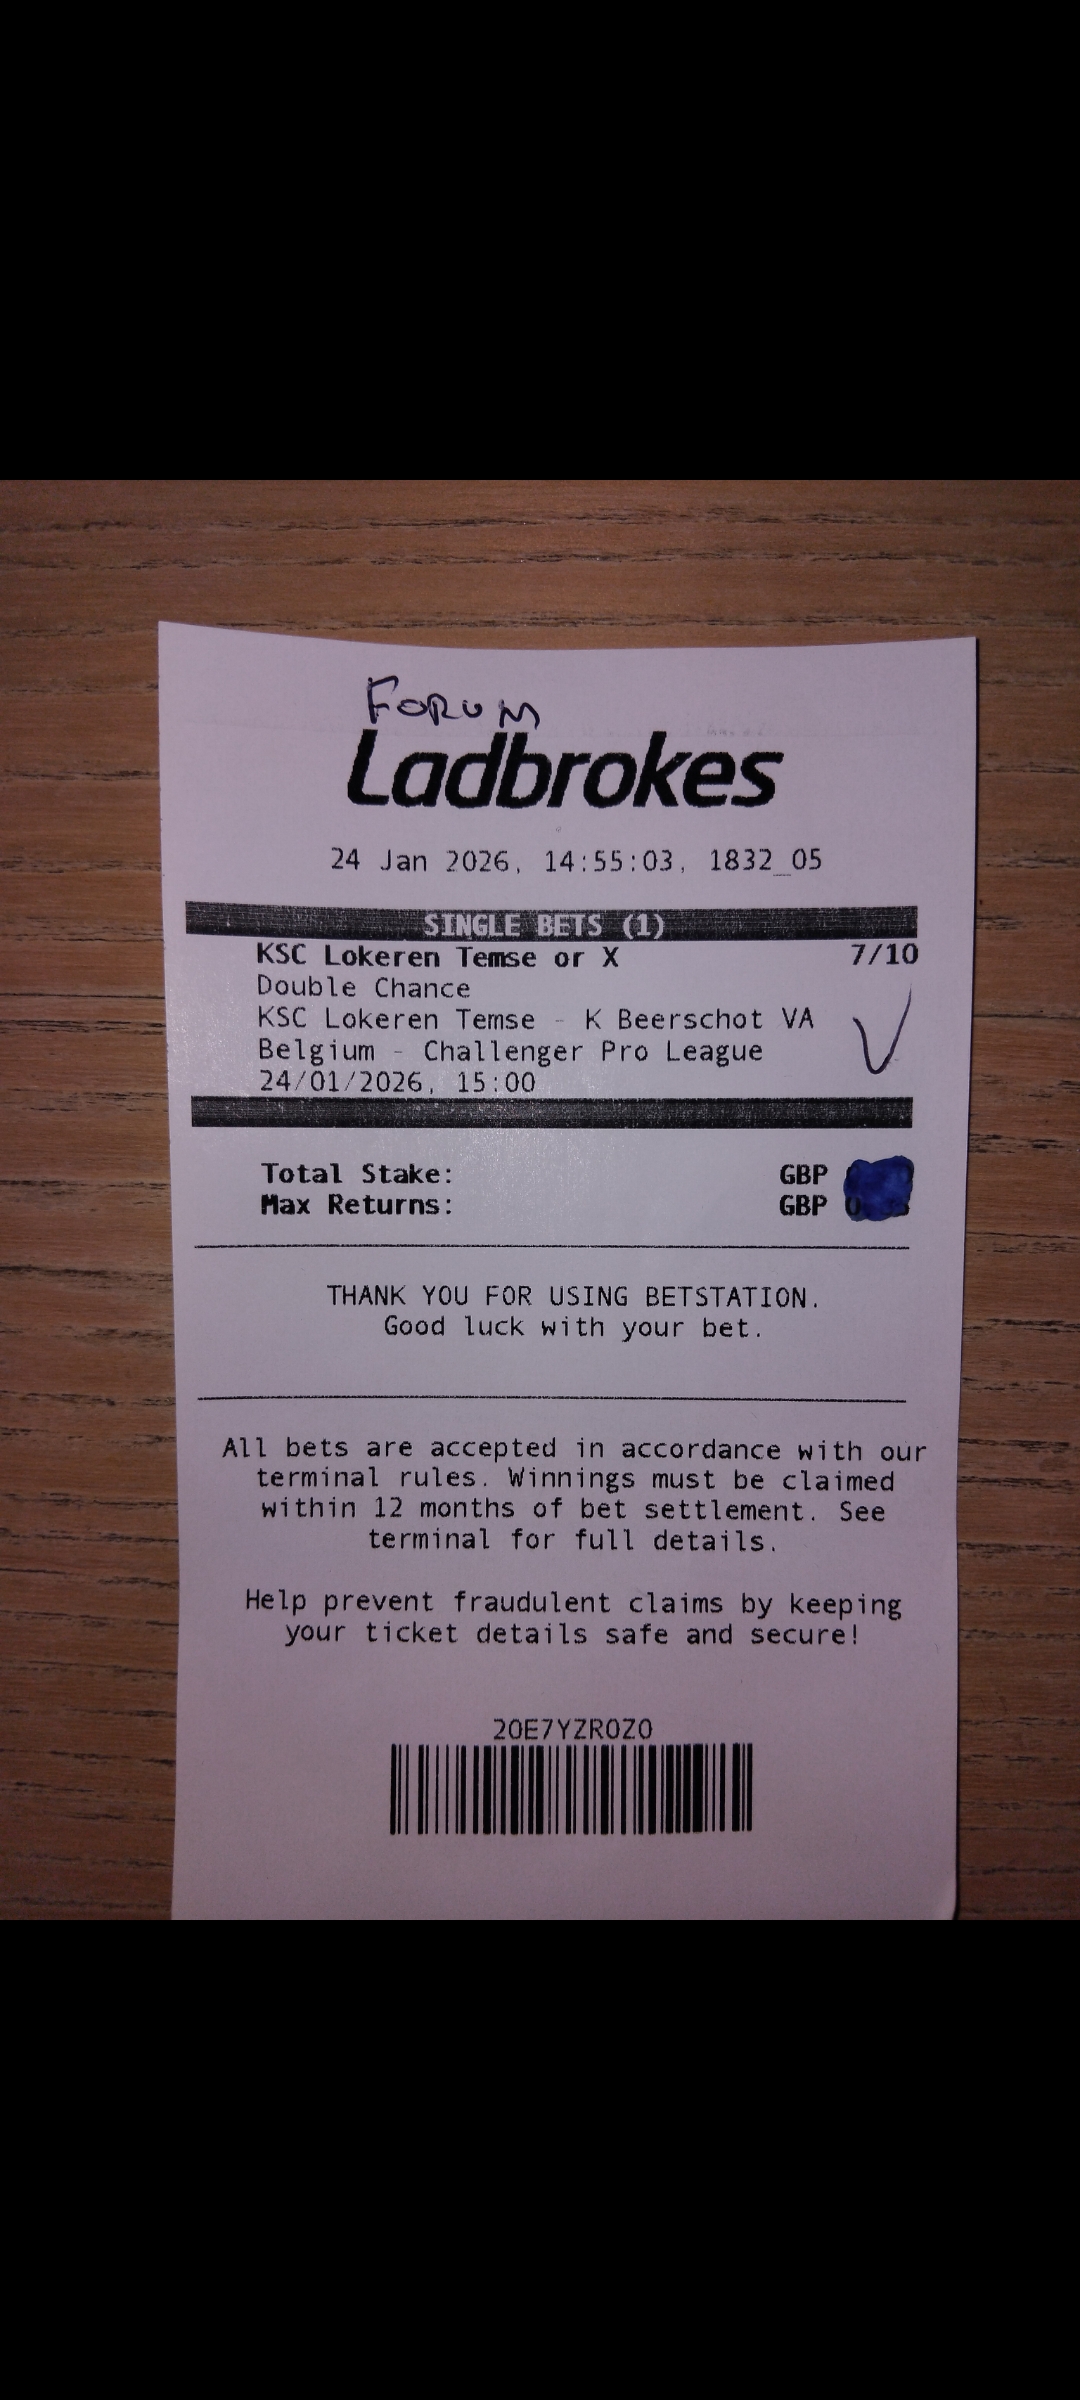 FORUM
Ladbrokes
24 Jan 2026, 14:55:03, 1832_05
SINGLE BETS (1)
KSC Lokeren Temse or X 7/10
Double Chance
KSC Lokeren Temse - K Beerschot VA
Belgium - Challenger Pro League
24/01/2026, 15:00
Total Stake: GBP
Max Returns: GBP
THANK YOU FOR USING BETSTATION.
Good luck with your bet.
All bets are accepted in accordance with our
terminal rules. Winnings must be claimed
within 12 months of bet settlement. See
terminal for full details.
Help prevent fraudulent claims by keeping
your ticket details safe and secure!
20E7YZR0Z0